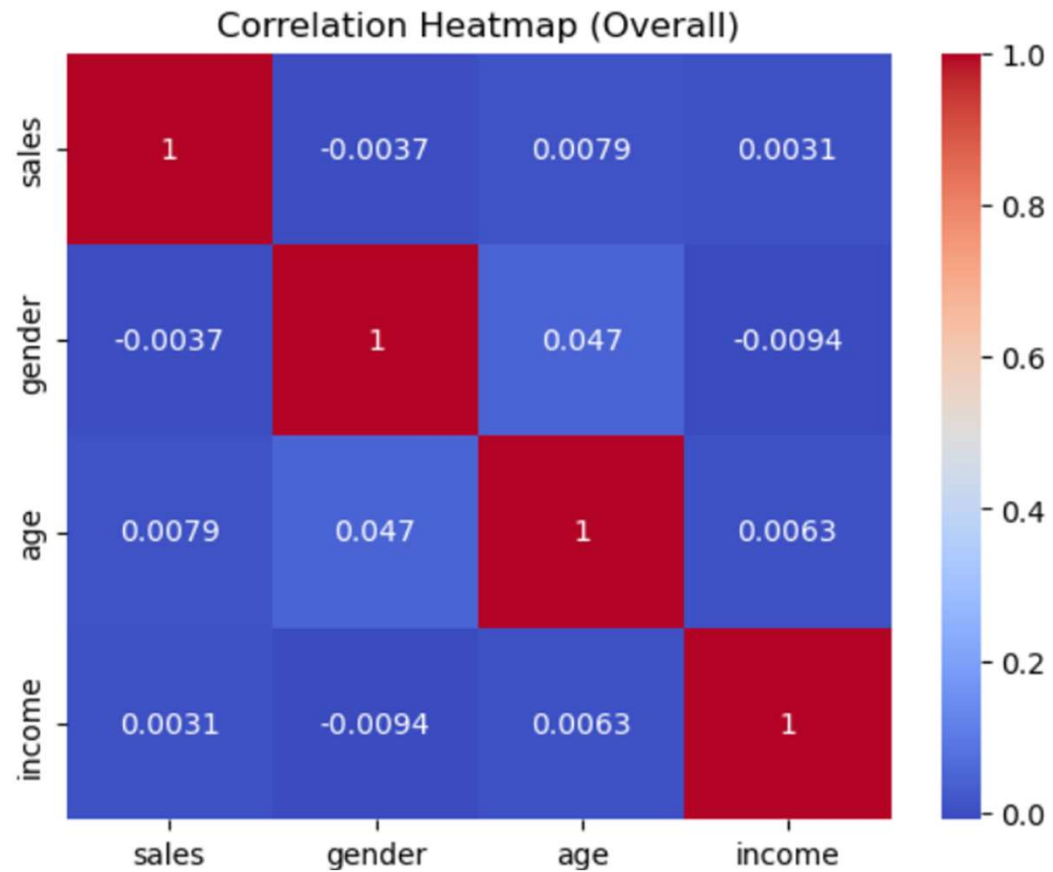 Correlation Heatmap (Overall)
sales
1
-0.0037
0.0079
0.0031
gender
-0.0037
1
0.047
-0.0094
age
0.0079
0.047
1
0.0063
income
0.0031
-0.0094
0.0063
1
sales
gender
age
income
1.0
0.8
0.6
0.4
0.2
0.0